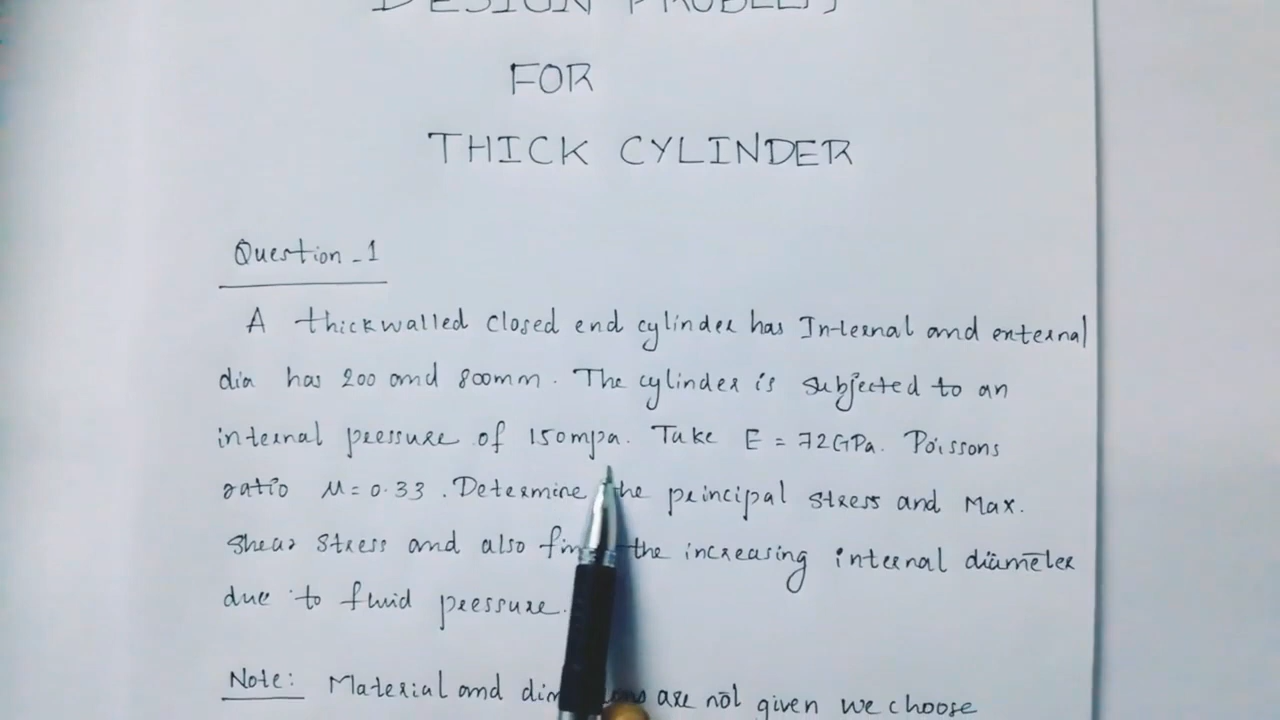 DESIGN PROBLEM
FOR
THICK CYLINDER
Question - 1
A thickwalled closed end cylinder has Internal and external
dia has 200 and 800mm. The cylinder is subjected to an
internal pressure of 150mpa. Take E = 72GPa. Poissons
ratio μ = 0.33. Determine the principal stress and Max.
Shear Stress and also find the increasing internal diameter
due to fluid pressure.
Note: Material and are not given we choose